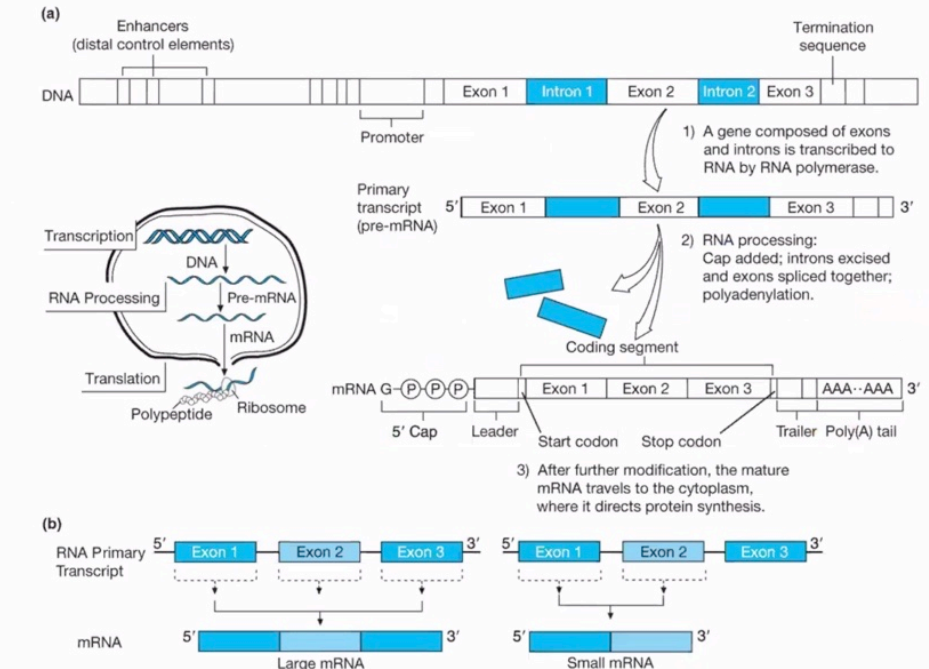 (a)
Enhancers
(distal control elements)
Termination
sequence
DNA
Exon 1
Intron 1
Exon 2
Intron 2
Exon 3
Promoter
1) A gene composed of exons
and introns is transcribed to
RNA by RNA polymerase.
Primary
transcript
(pre-mRNA)
5′
Exon 1
Exon 2
Exon 3
3′
2) RNA processing:
Cap added; introns excised
and exons spliced together;
polyadenylation.
Transcription
DNA
RNA Processing
Pre-mRNA
mRNA
Translation
Polypeptide
Ribosome
Coding segment
mRNA G P P P
Exon 1
Exon 2
Exon 3
AAA··AAA
3′
5′ Cap
Leader
Start codon
Stop codon
Trailer
Poly(A) tail
3) After further modification, the mature
mRNA travels to the cytoplasm,
where it directs protein synthesis.
(b)
RNA Primary
Transcript
5′
Exon 1
Exon 2
Exon 3
3′
5′
Exon 1
Exon 2
Exon 3
3′
mRNA
5′
3′
Large mRNA
5′
3′
Small mRNA